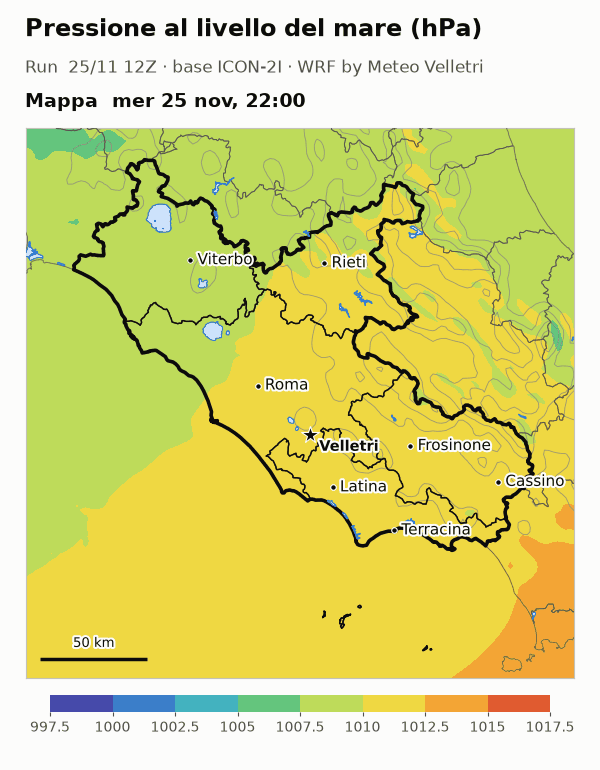 Pressione al livello del mare (hPa)
Run  25/11 12Z · base ICON-2I · WRF by Meteo Velletri
Mappa  mer 25 nov, 22:00
Viterbo
Rieti
Roma
Velletri
Frosinone
Latina
Cassino
Terracina
50 km
997.5 1000 1002.5 1005 1007.5 1010 1012.5 1015 1017.5